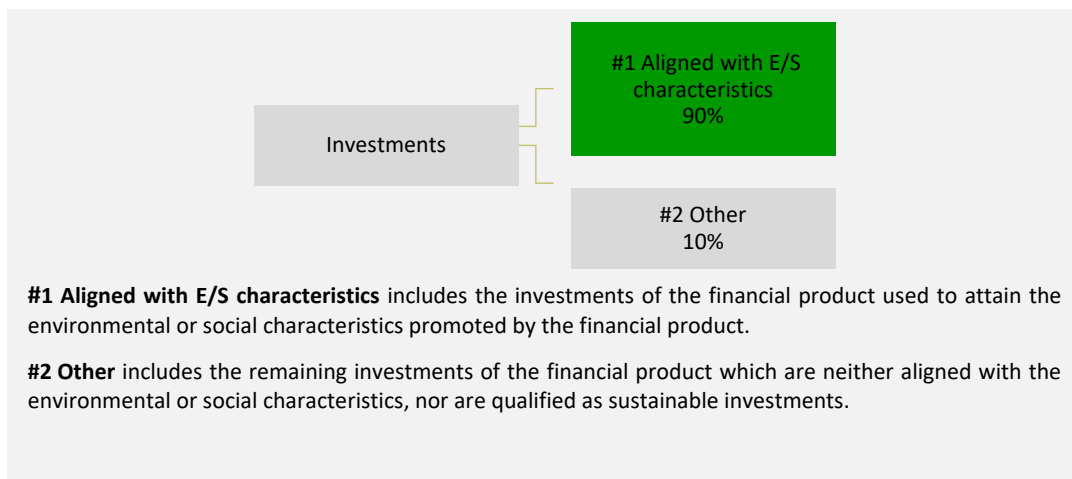 #1 Aligned with E/S
characteristics
90%
Investments
#2 Other
10%
#1 Aligned with E/S characteristics includes the investments of the financial product used to attain the
environmental or social characteristics promoted by the financial product.
#2 Other includes the remaining investments of the financial product which are neither aligned with the
environmental or social characteristics, nor are qualified as sustainable investments.